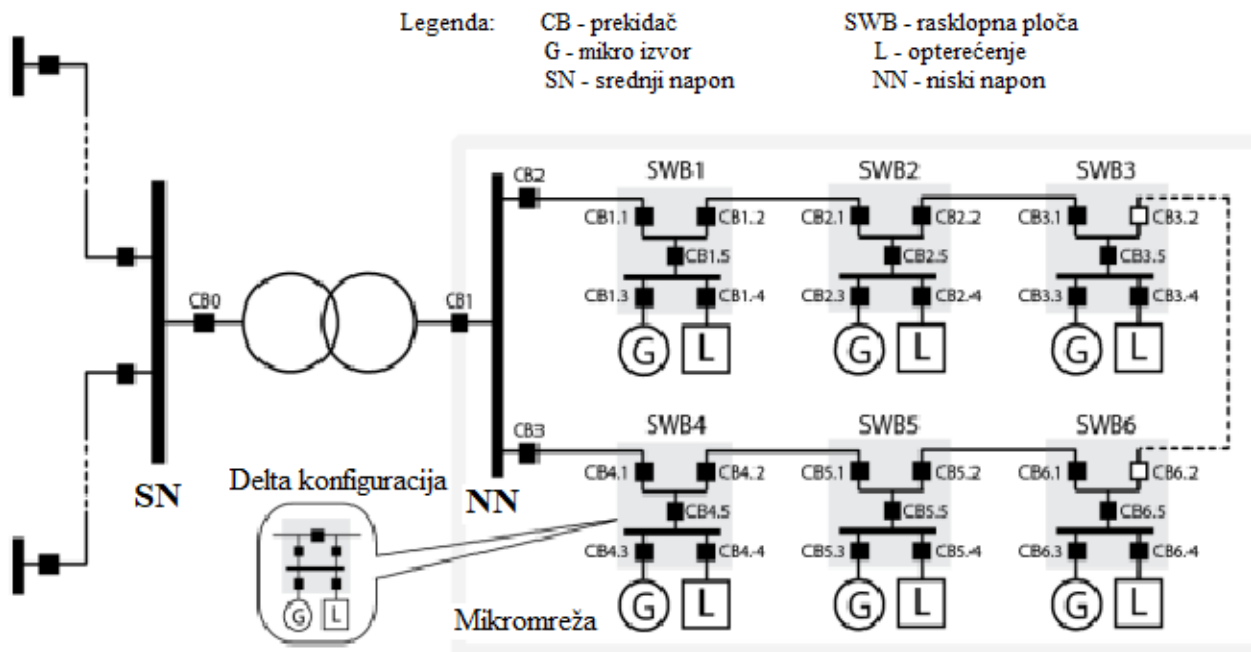 Legenda: CB - prekidač SWB - rasklopna ploča
G - mikro izvor L - opterećenje
SN - srednji napon NN - niski napon
CB2 SWB1 SWB2 SWB3
CB1.1 CB1.2 CB2.1 CB2.2 CB3.1 CB3.2
CB1.5 CB2.5 CB3.5
CB0 CB1 CB1.3 CB1.4 CB2.3 CB2.4 CB3.3 CB3.4
G L G L G L
CB3 SWB4 SWB5 SWB6
CB4.1 CB4.2 CB5.1 CB5.2 CB6.1 CB6.2
SN Delta konfiguracija NN
CB4.5 CB5.5 CB6.5
CB4.3 CB4.4 CB5.3 CB5.4 CB6.3 CB6.4
G L G L G L G L
Mikromreža